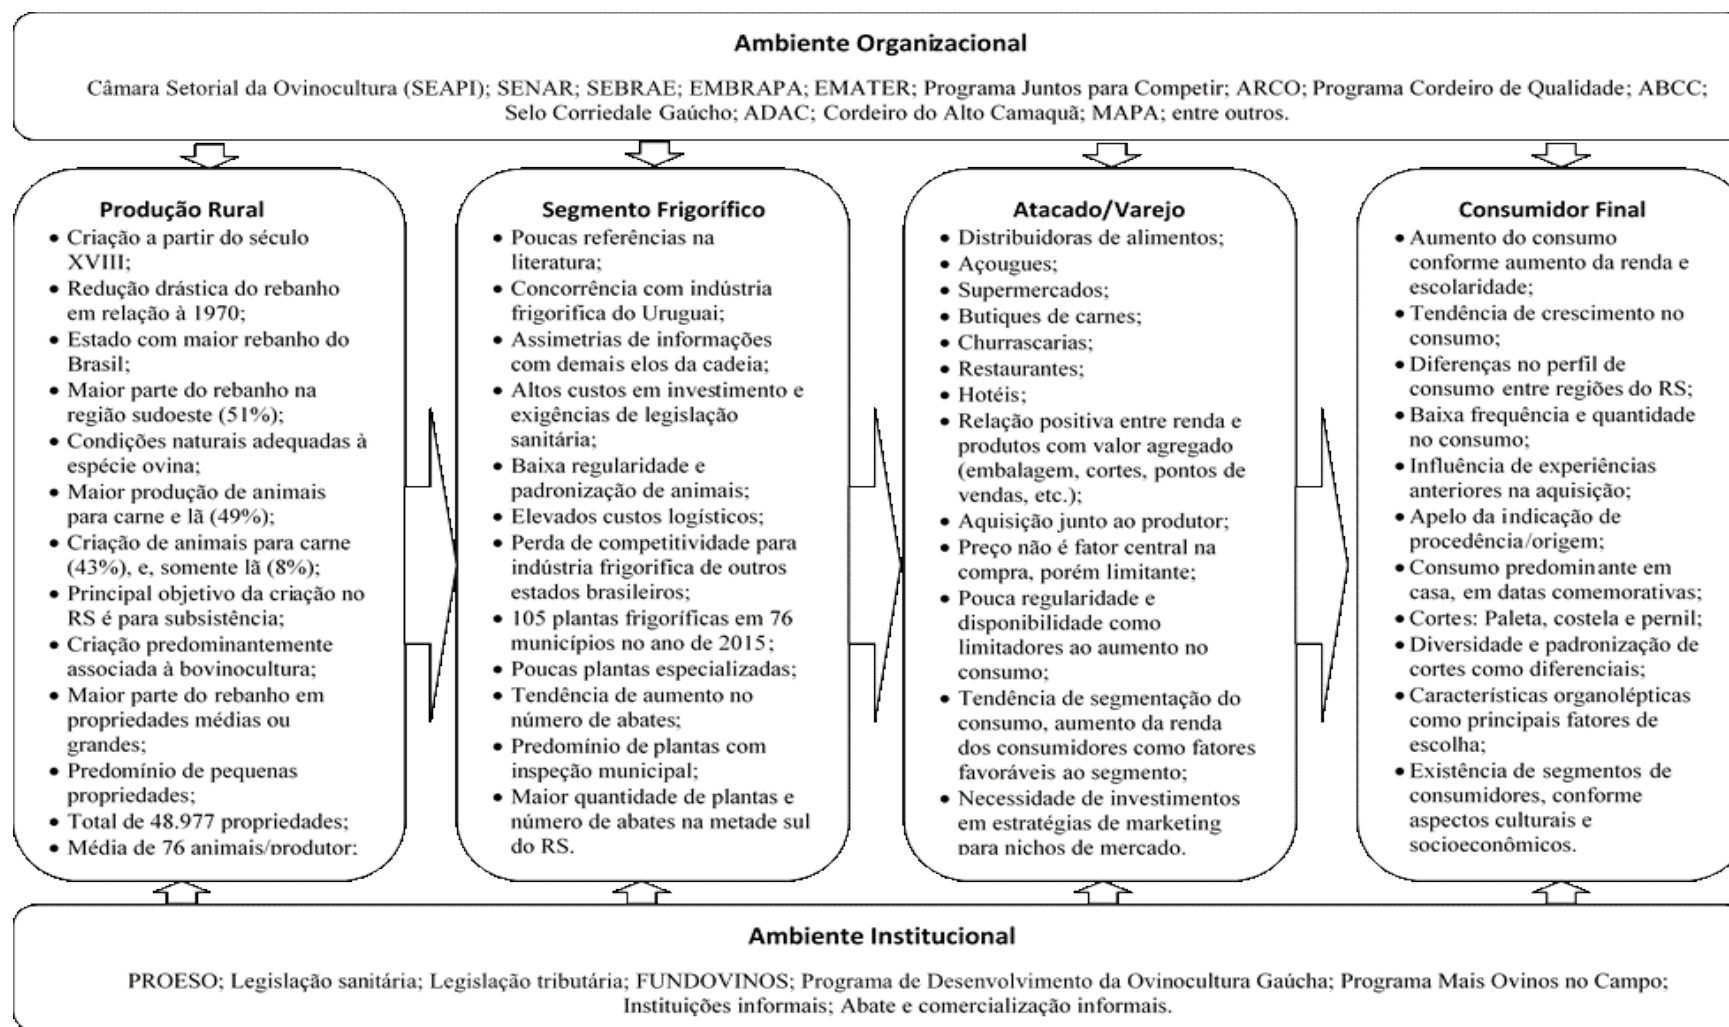 Ambiente Organizacional
Câmara Setorial da Ovinocultura (SEAPI); SENAR; SEBRAE; EMBRAPA; EMATER; Programa Juntos para Competir; ARCO; Programa Cordeiro de Qualidade; ABCC;
Selo Corriedale Gaúcho; ADAC; Cordeiro do Alto Camaquã; MAPA; entre outros.
Produção Rural
• Criação a partir do século
XVIII;
• Redução drástica do rebanho
em relação à 1970;
• Estado com maior rebanho do
Brasil;
• Maior parte do rebanho na
região sudoeste (51%);
• Condições naturais adequadas à
espécie ovina;
• Maior produção de animais
para carne e lã (49%);
• Criação de animais para carne
(43%), e, somente lã (8%);
• Principal objetivo da criação no
RS é para subsistência;
• Criação predominantemente
associada à bovinocultura;
• Maior parte do rebanho em
propriedades médias ou
grandes;
• Predomínio de pequenas
propriedades;
• Total de 48.977 propriedades;
• Média de 76 animais/produtor;
Segmento Frigorífico
• Poucas referências na
literatura;
• Concorrência com indústria
frigorifica do Uruguai;
• Assimetrias de informações
com demais elos da cadeia;
• Altos custos em investimento e
exigências de legislação
sanitária;
• Baixa regularidade e
padronização de animais;
• Elevados custos logísticos;
• Perda de competitividade para
indústria frigorifica de outros
estados brasileiros;
• 105 plantas frigoríficas em 76
municípios no ano de 2015;
• Poucas plantas especializadas;
• Tendência de aumento no
número de abates;
• Predomínio de plantas com
inspeção municipal;
• Maior quantidade de plantas e
número de abates na metade sul
do RS.
Atacado/Varejo
• Distribuidoras de alimentos;
• Açougues;
• Supermercados;
• Butiques de carnes;
• Churrascarias;
• Restaurantes;
• Hotéis;
• Relação positiva entre renda e
produtos com valor agregado
(embalagem, cortes, pontos de
vendas, etc.);
• Aquisição junto ao produtor;
• Preço não é fator central na
compra, porém limitante;
• Pouca regularidade e
disponibilidade como
limitadores ao aumento no
consumo;
• Tendência de segmentação do
consumo, aumento da renda
dos consumidores como fatores
favoráveis ao segmento;
• Necessidade de investimentos
em estratégias de marketing
para nichos de mercado.
Consumidor Final
• Aumento do consumo
conforme aumento da renda e
escolaridade;
• Tendência de crescimento no
consumo;
• Diferenças no perfil de
consumo entre regiões do RS;
• Baixa frequência e quantidade
no consumo;
• Influência de experiências
anteriores na aquisição;
• Apelo da indicação de
procedência/origem;
• Consumo predominante em
casa, em datas comemorativas;
• Cortes: Paleta, costela e pernil;
• Diversidade e padronização de
cortes como diferenciais;
• Características organolépticas
como principais fatores de
escolha;
• Existência de segmentos de
consumidores, conforme
aspectos culturais e
socioeconômicos.
Ambiente Institucional
PROESO; Legislação sanitária; Legislação tributária; FUNDOVINOS; Programa de Desenvolvimento da Ovinocultura Gaúcha; Programa Mais Ovinos no Campo;
Instituições informais; Abate e comercialização informais.